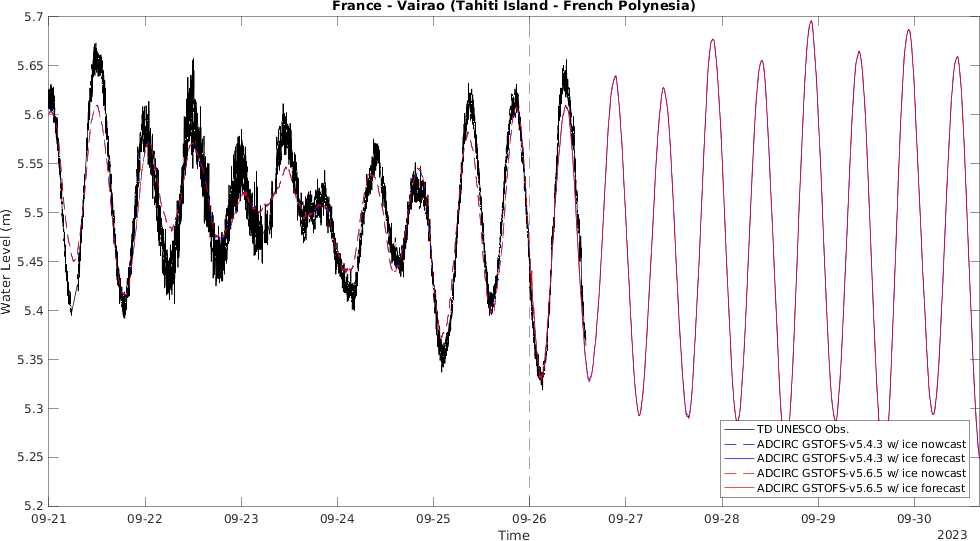 France - Vairao (Tahiti Island - French Polynesia)
5.7
5.65
5.6
5.55
5.5
5.45
5.4
5.35
5.3
5.25
5.2
Water Level (m)
TD UNESCO Obs.
ADCIRC GSTOFS-v5.4.3 w/ ice nowcast
ADCIRC GSTOFS-v5.4.3 w/ ice forecast
ADCIRC GSTOFS-v5.6.5 w/ ice nowcast
ADCIRC GSTOFS-v5.6.5 w/ ice forecast
09-21 09-22 09-23 09-24 09-25 09-26 09-27 09-28 09-29 09-30
Time
2023